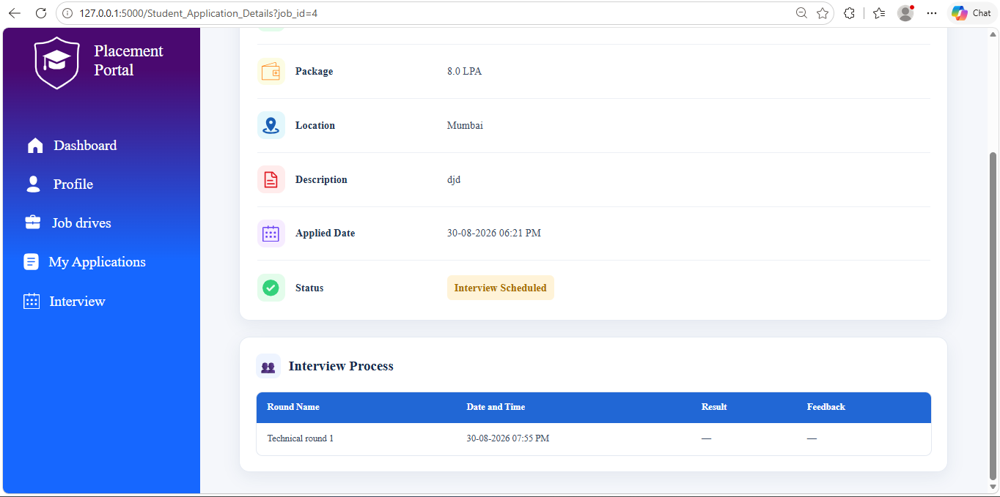 127.0.0.1:5000/Student_Application_Details?job_id=4
Chat
Placement
Portal
Dashboard
Profile
Job drives
My Applications
Interview
Package 8.0 LPA
Location Mumbai
Description djd
Applied Date 30-08-2026 06:21 PM
Status Interview Scheduled
Interview Process
Round Name Date and Time Result Feedback
Technical round 1 30-08-2026 07:55 PM — —